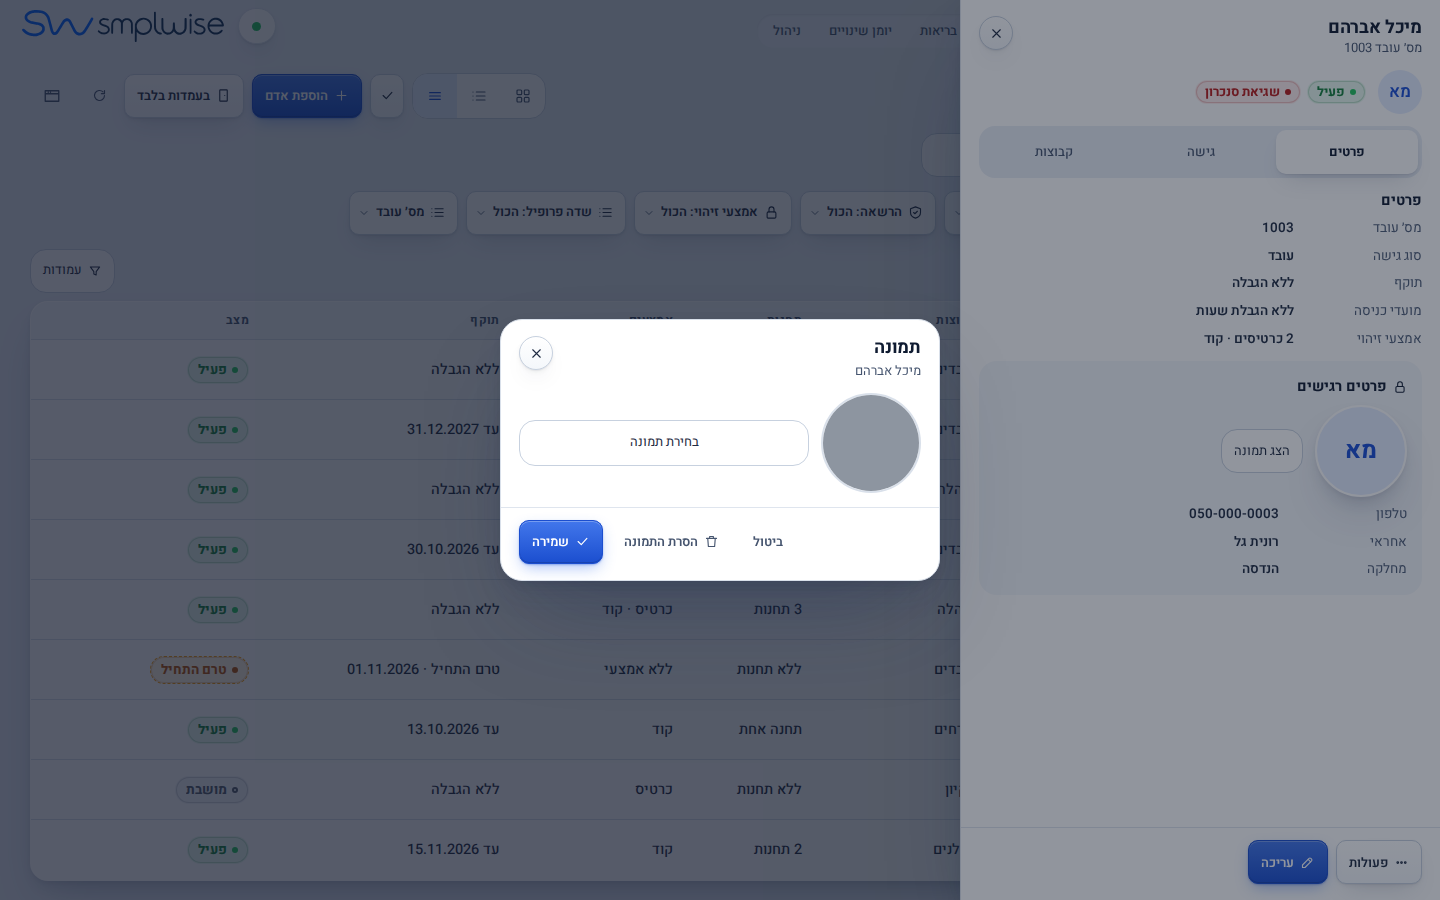 smplwise
ניהול
יומן שינויים
בריאות
מיכל אברהם
מס' עובד 1003
מא
פעיל
שגיאת סנכרון
פרטים
גישה
קבוצות
פרטים
מס' עובד
1003
סוג גישה
עובד
תוקף
ללא הגבלה
מועדי כניסה
ללא הגבלת שעות
אמצעי זיהוי
2 כרטיסים · קוד
פרטים רגישים
מא
הצג תמונה
טלפון
050-000-0003
אחראי
רונית גל
מחלקה
הנדסה
פעולות
עריכה
הוספת אדם
בעמדות בלבד
הרשאה: הכול
אמצעי זיהוי: הכול
שדה פרופיל: הכול
מס' עובד
עמודות
תוקף
מצב
ללא הגבלה
פעיל
עד 31.12.2027
פעיל
ללא הגבלה
פעיל
עד 30.10.2026
פעיל
3 תחנות
כרטיס · קוד
ללא הגבלה
פעיל
ללא תחנות
ללא אמצעי
טרם התחיל · 01.11.2026
טרם התחיל
תחנה אחת
קוד
עד 13.10.2026
פעיל
ללא תחנות
כרטיס
ללא הגבלה
מושבת
2 תחנות
קוד
עד 15.11.2026
פעיל
תמונה
מיכל אברהם
בחירת תמונה
ביטול
הסרת התמונה
שמירה